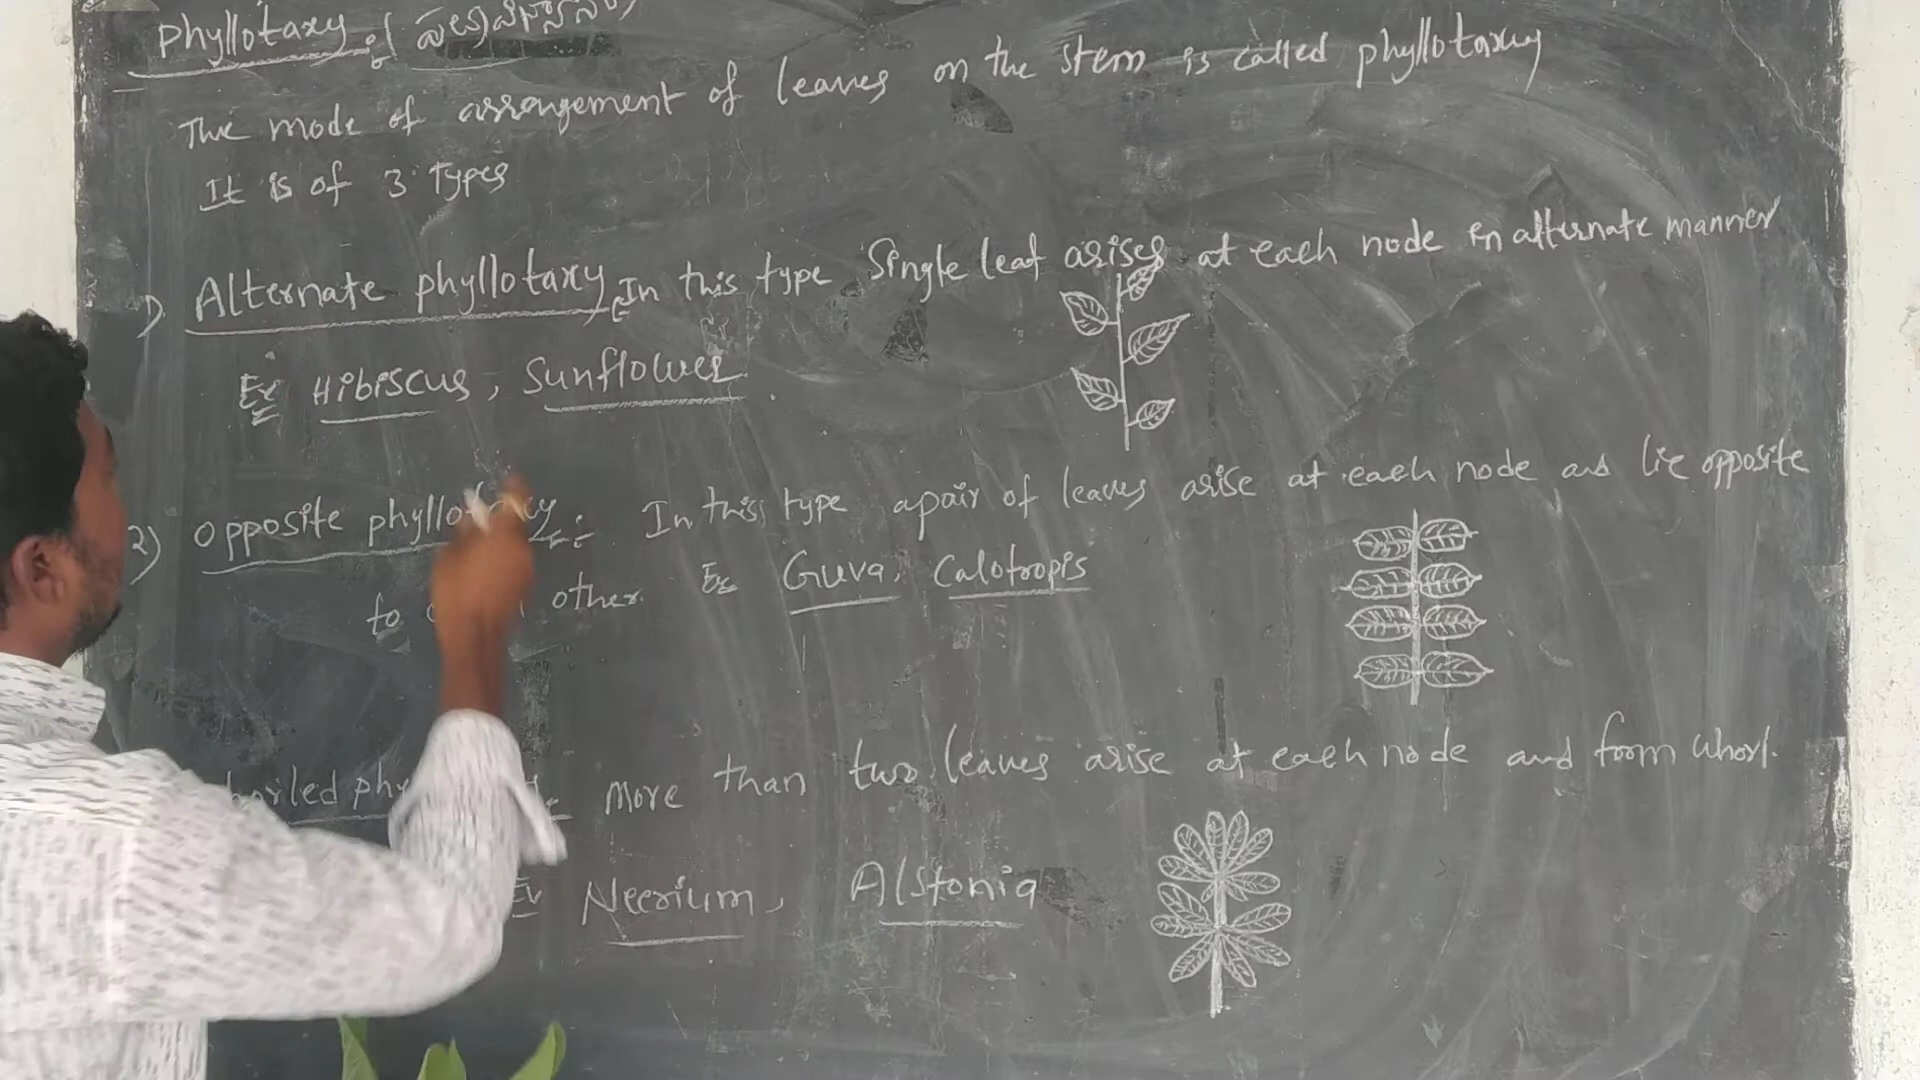 Phyllotaxy :- (
The mode of arrangement of leaves on the stem is called phyllotaxy
It is of 3 Types
1) Alternate phyllotaxy :- In this type Single leaf arises at each node in alternate manner
Ex Hibiscus, Sunflower.
2) opposite phyllotaxy :- In this type a pair of leaves arise at each node and lie opposite
to other. Ex Guva, Calotropis
more than two leaves arise at each node and form whorl.
Ex Neerium, Alstonia